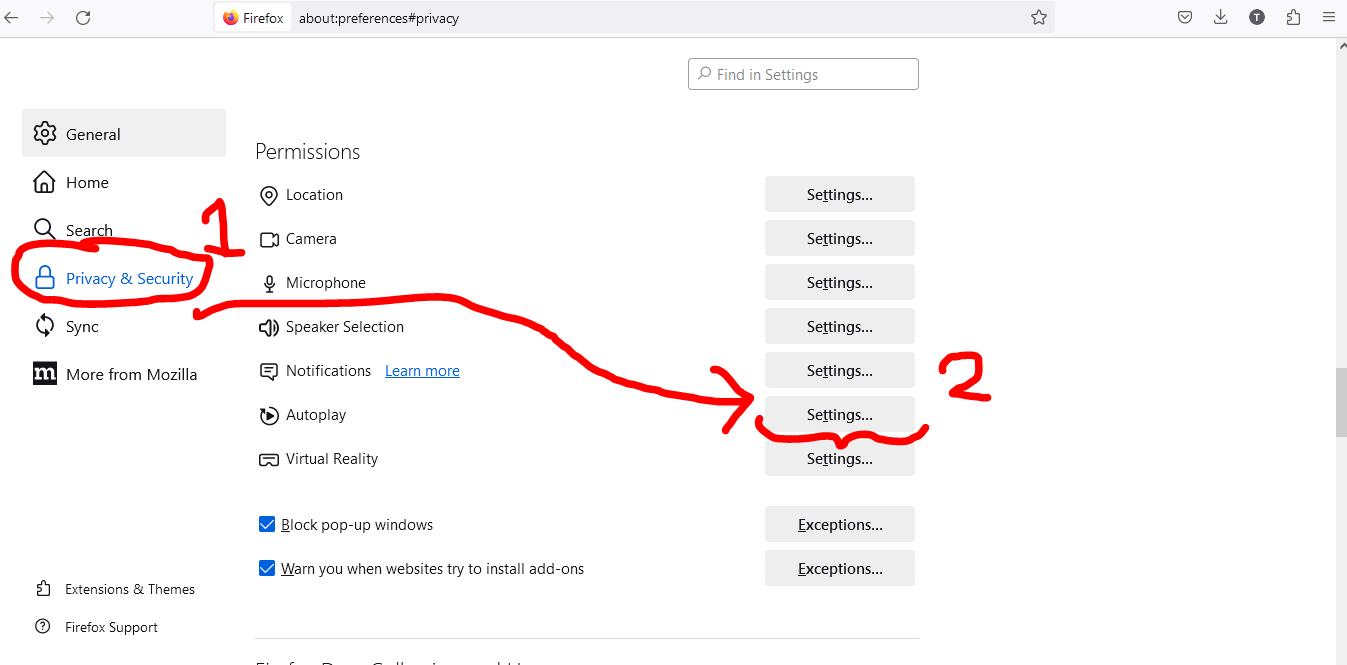 Firefox about:preferences#privacy
T
Find in Settings
General
Home
Search
1
Privacy & Security
Sync
m More from Mozilla
Extensions & Themes
Firefox Support
Permissions
Location Settings...
Camera Settings...
Microphone Settings...
Speaker Selection Settings...
Notifications Learn more Settings...
2
Autoplay Settings...
Virtual Reality Settings...
Block pop-up windows Exceptions...
Warn you when websites try to install add-ons Exceptions...